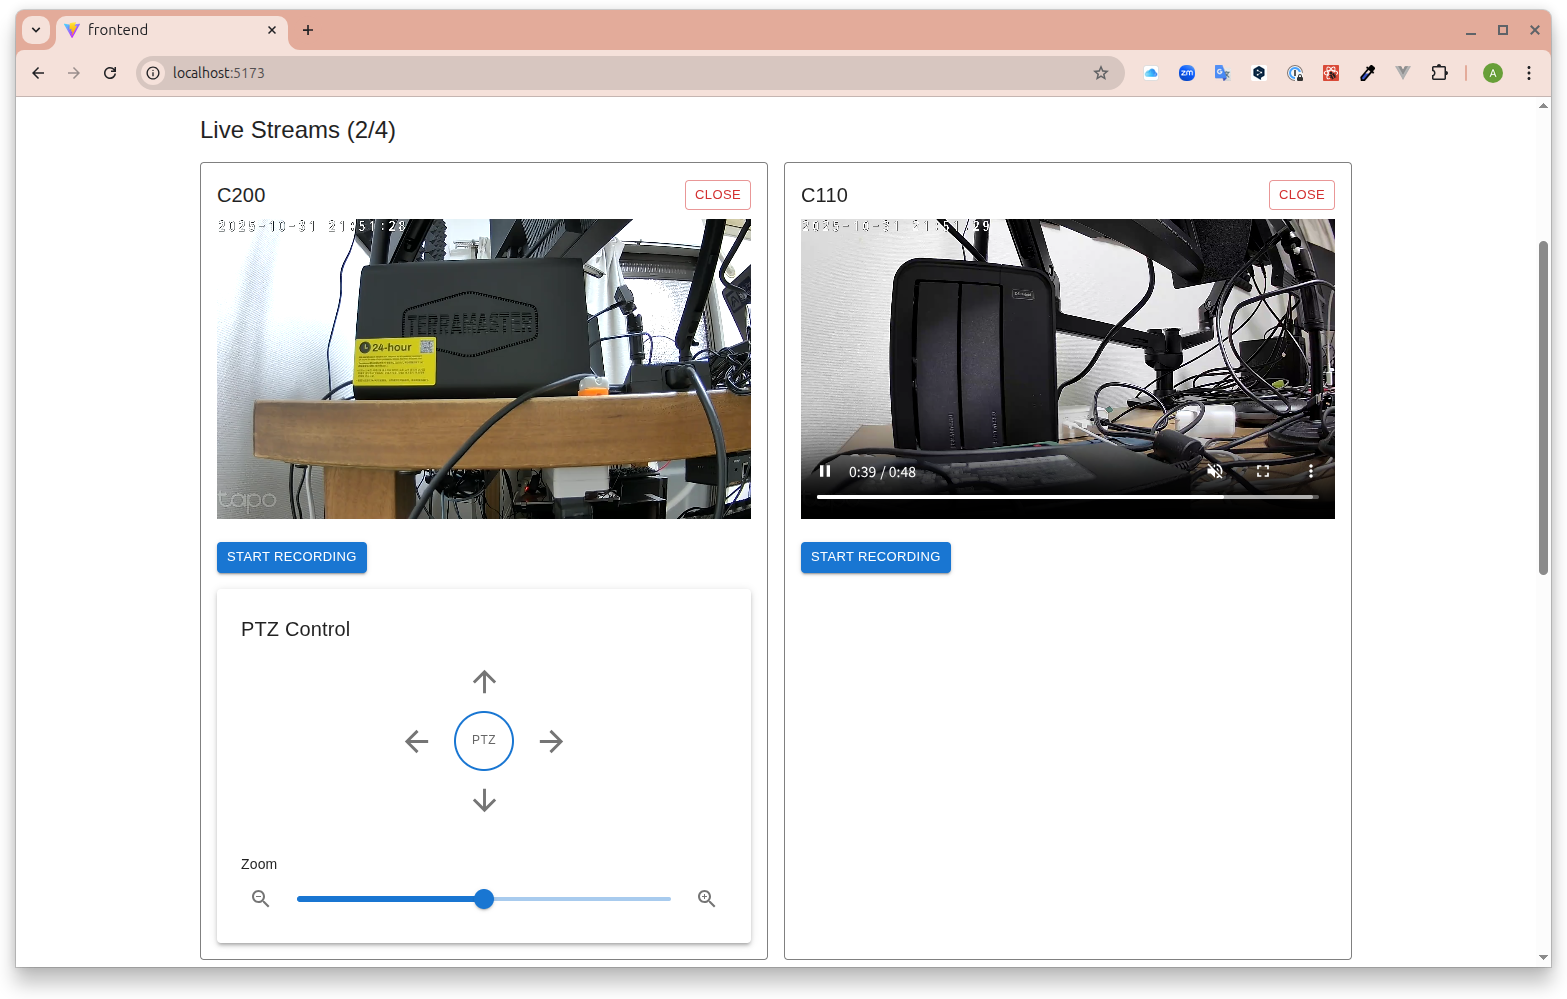 frontend
localhost:5173
zm
A
Live Streams (2/4)
C200
CLOSE
2025-10-31 21:51:28
TERRAMASTER
24-hour
tapo
START RECORDING
PTZ Control
PTZ
Zoom
C110
CLOSE
2025-10-31 21:51:29
0:39 / 0:48
START RECORDING